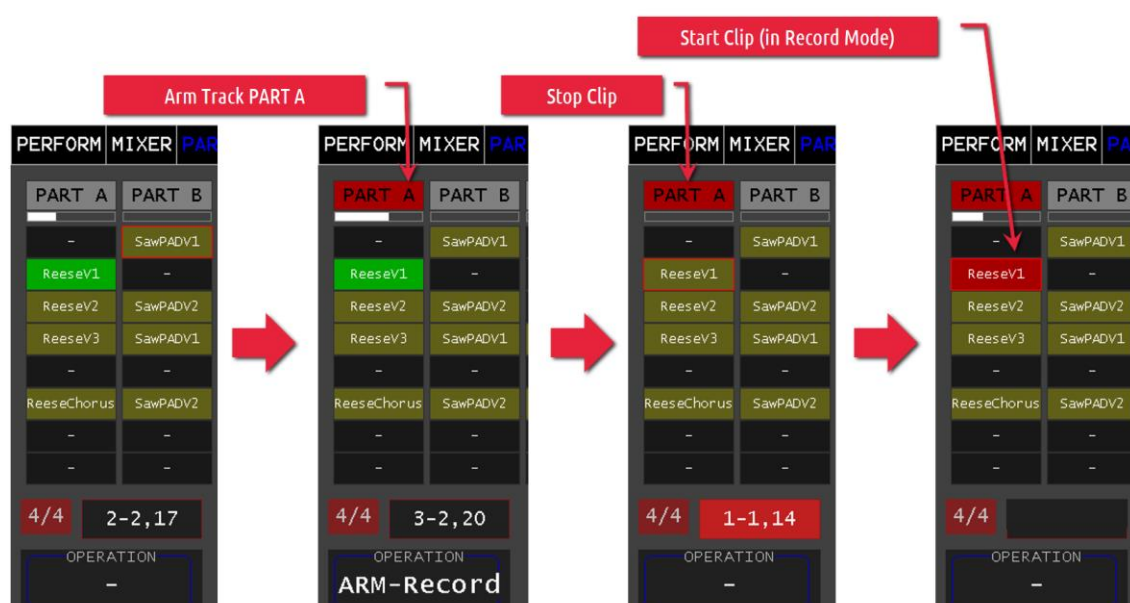 Start Clip (in Record Mode)
Arm Track PART A
Stop Clip
PERFORM MIXER PAR
PART A PART B
- SawPADV1
ReeseV1 -
ReeseV2 SawPADV2
ReeseV3 SawPADV1
- -
ReeseChorus SawPADV2
- -
- -
4/4 2-2,17
OPERATION
-
PERFORM MIXER PAR
PART A PART B
- SawPADV1
ReeseV1 -
ReeseV2 SawPADV2
ReeseV3 SawPADV1
- -
ReeseChorus SawPADV2
- -
- -
4/4 3-2,20
OPERATION
ARM-Record
PERFORM MIXER PAR
PART A PART B
- SawPADV1
ReeseV1 -
ReeseV2 SawPADV2
ReeseV3 SawPADV1
- -
ReeseChorus SawPADV2
- -
- -
4/4 1-1,14
OPERATION
-
PERFORM MIXER PA
PART A PART B
- SawPADV1
ReeseV1 -
ReeseV2 SawPADV2
ReeseV3 SawPADV1
- -
ReeseChorus SawPADV2
- -
- -
4/4
OPERATION
-